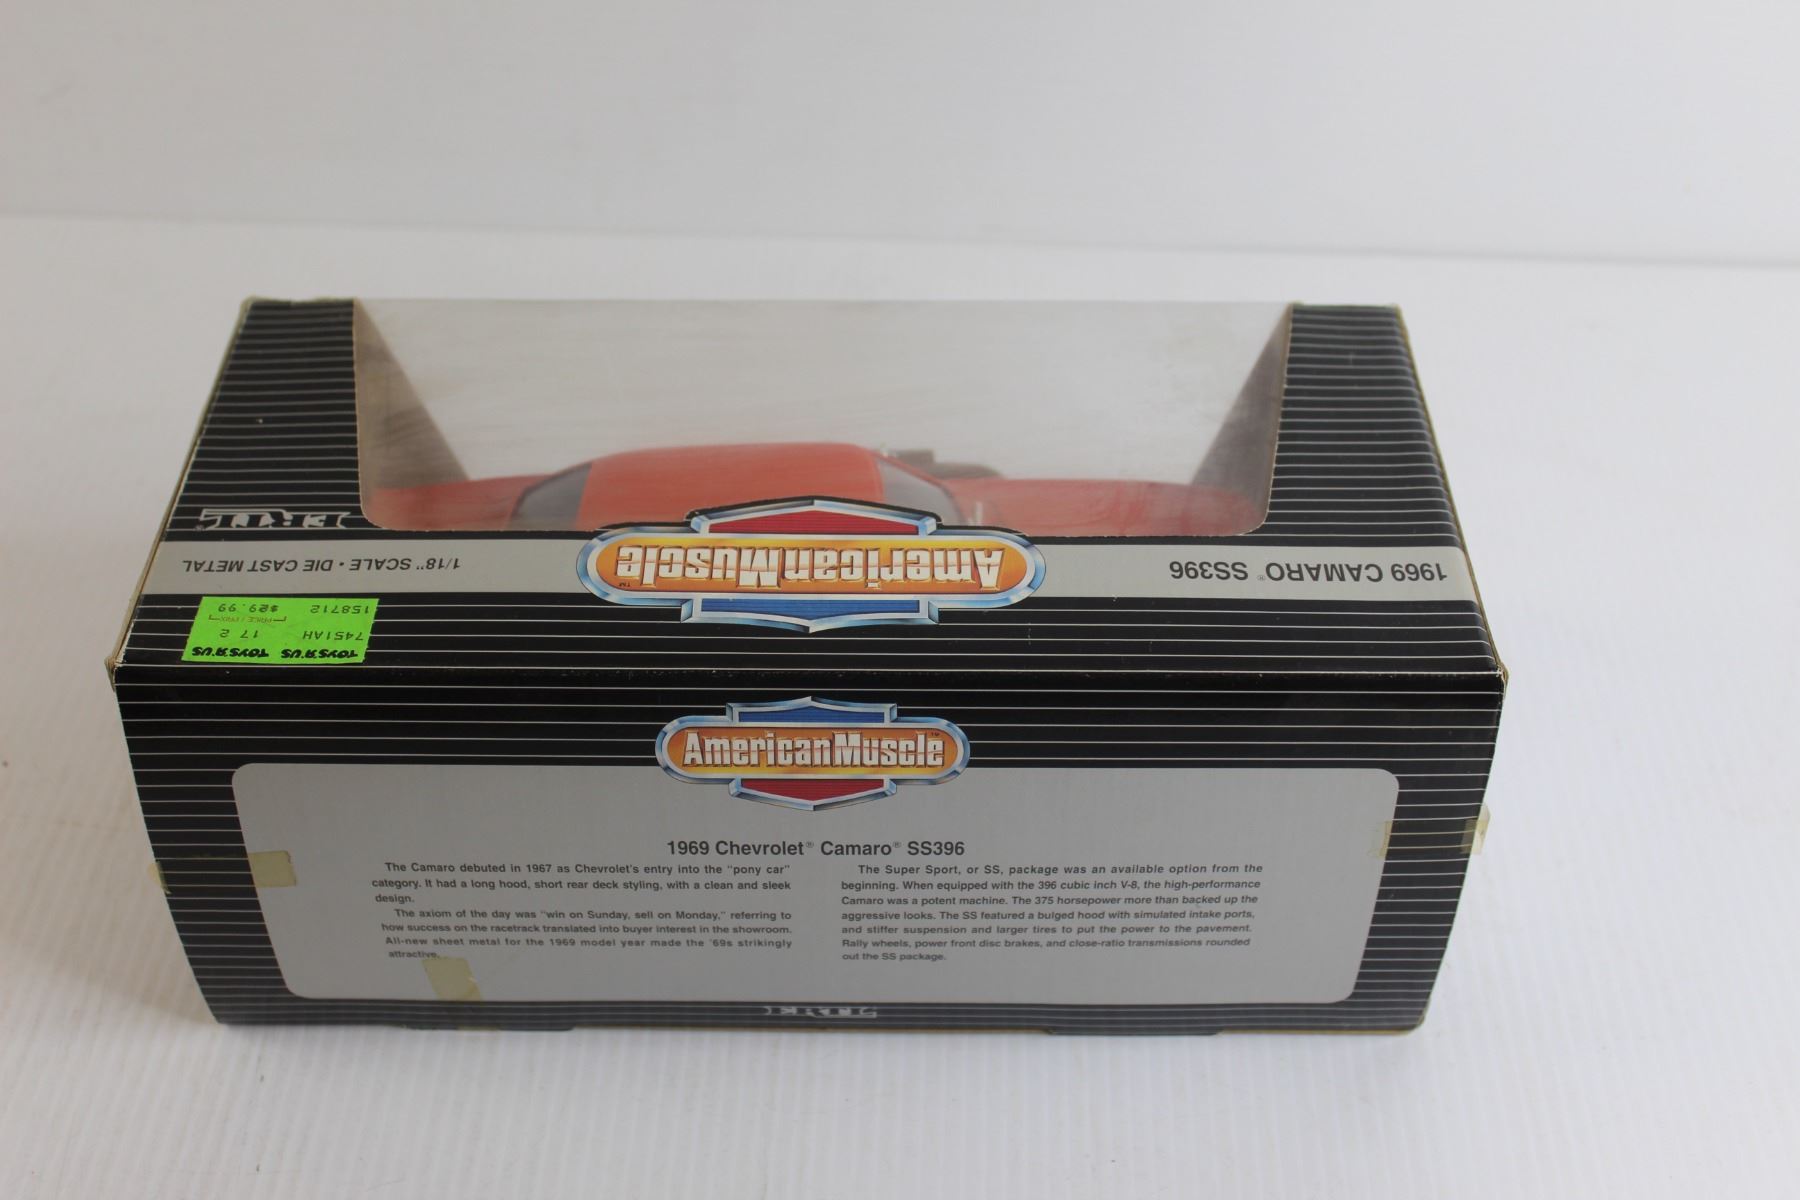 ERTL®
1/18" SCALE • DIE CAST METAL
AmericanMuscle™
1969 CAMARO® SS396
TOYS"R"US TOYS"R"US
7451AH 17 2
PRICE / PRIX
158712 $29.99
AmericanMuscle™
1969 Chevrolet® Camaro® SS396
The Camaro debuted in 1967 as Chevrolet's entry into the "pony car"
category. It had a long hood, short rear deck styling, with a clean and sleek
design.
The axiom of the day was "win on Sunday, sell on Monday," referring to
how success on the racetrack translated into buyer interest in the showroom.
All-new sheet metal for the 1969 model year made the '69s strikingly
attractive.
The Super Sport, or SS, package was an available option from the
beginning. When equipped with the 396 cubic inch V-8, the high-performance
Camaro was a potent machine. The 375 horsepower more than backed up the
aggressive looks. The SS featured a bulged hood with simulated intake ports,
and stiffer suspension and larger tires to put the power to the pavement.
Rally wheels, power front disc brakes, and close-ratio transmissions rounded
out the SS package.
ERTL